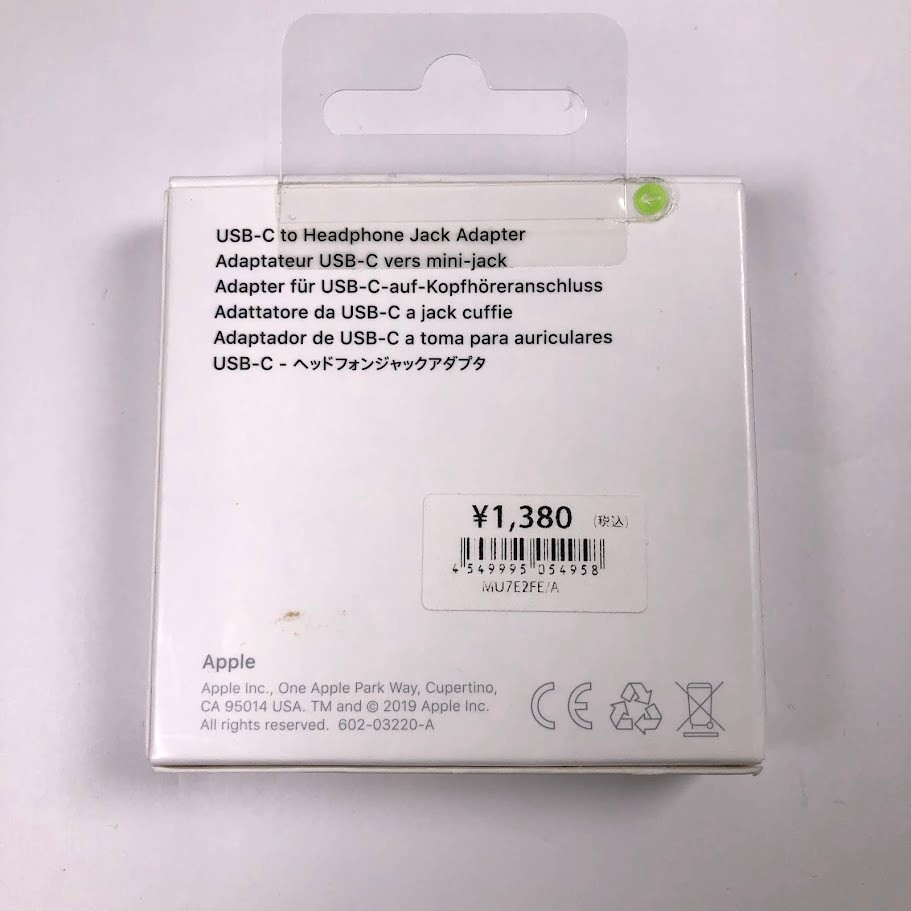 USB-C to Headphone Jack Adapter
Adaptateur USB-C vers mini-jack
Adapter für USB-C-auf-Kopfhöreranschluss
Adattatore da USB-C a jack cuffie
Adaptador de USB-C a toma para auriculares
USB-C - ヘッドフォンジャックアダプタ
¥1,380 (税込)
4 549995 054958
MU7E2FE/A
Apple
Apple Inc., One Apple Park Way, Cupertino,
CA 95014 USA. TM and © 2019 Apple Inc.
All rights reserved. 602-03220-A
CE